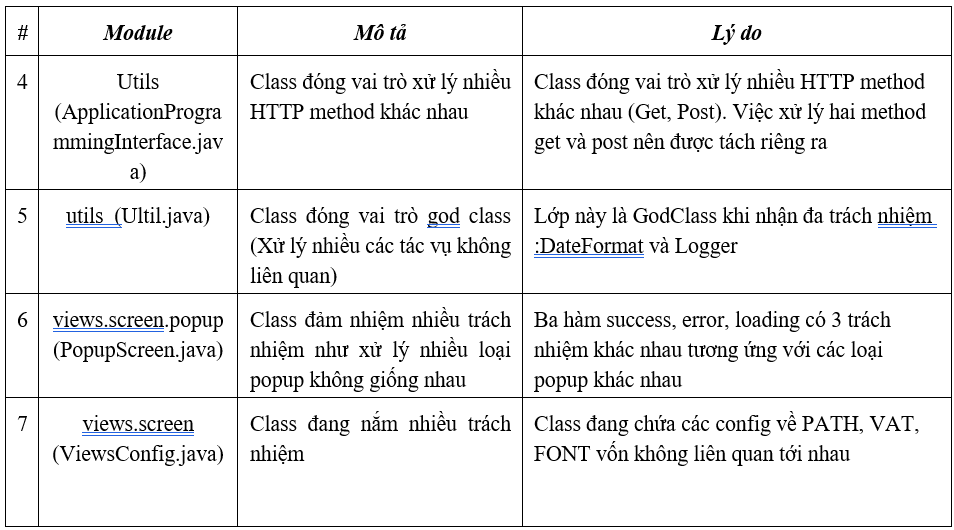 # Module Mô tả Lý do
4
Utils
(ApplicationProgra
mmingInterface.jav
a)
Class đóng vai trò xử lý nhiều
HTTP method khác nhau
Class đóng vai trò xử lý nhiều HTTP method
khác nhau (Get, Post). Việc xử lý hai method
get và post nên được tách riêng ra
5
utils (Ultil.java)
Class đóng vai trò god class
(Xử lý nhiều các tác vụ không
liên quan)
Lớp này là GodClass khi nhận đa trách nhiệm
:DateFormat và Logger
6
views.screen.popup
(PopupScreen.java)
Class đảm nhiệm nhiều trách
nhiệm như xử lý nhiều loại
popup không giống nhau
Ba hàm success, error, loading có 3 trách
nhiệm khác nhau tương ứng với các loại
popup khác nhau
7
views.screen
(ViewsConfig.java)
Class đang nắm nhiều trách
nhiệm
Class đang chứa các config về PATH, VAT,
FONT vốn không liên quan tới nhau